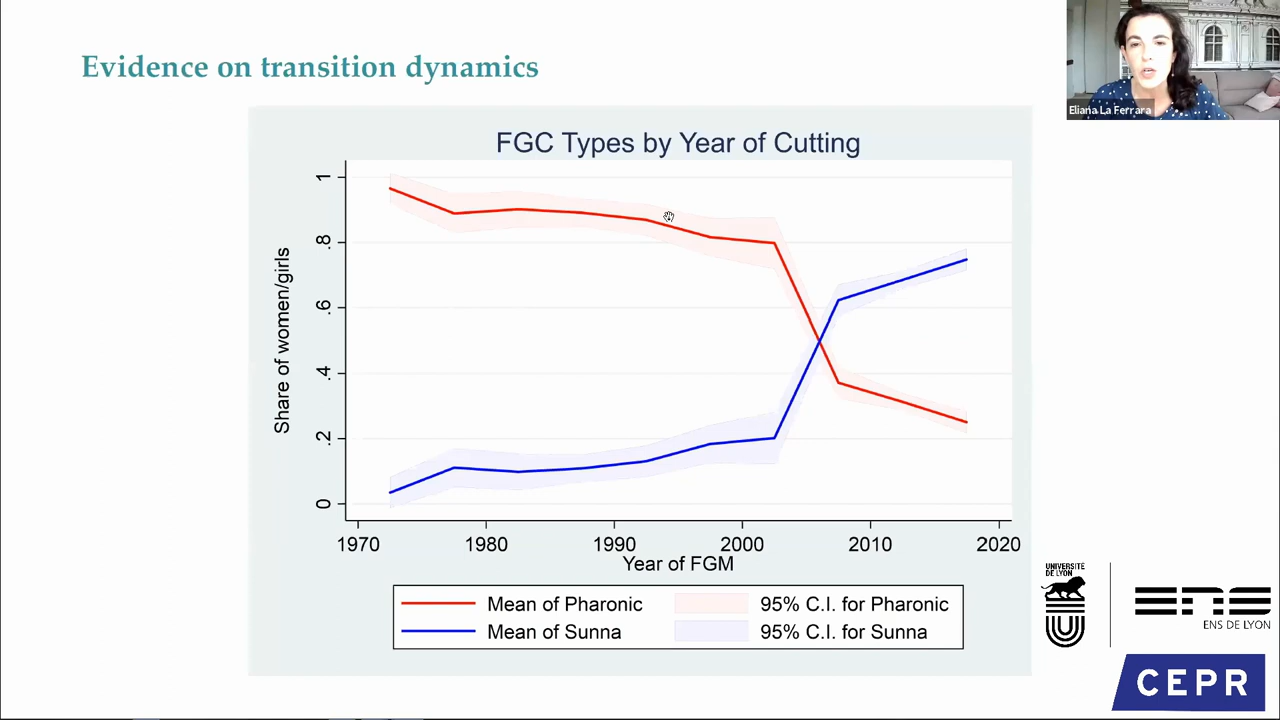 Evidence on transition dynamics
Eliana La Ferrara
FGC Types by Year of Cutting
Share of women/girls
1
.8
.6
.4
.2
0
1970 1980 1990 2000 2010 2020
Year of FGM
Mean of Pharonic 95% C.I. for Pharonic
Mean of Sunna 95% C.I. for Sunna
UNIVERSITE
DE LYON
ENS
ENS DE LYON
CEPR